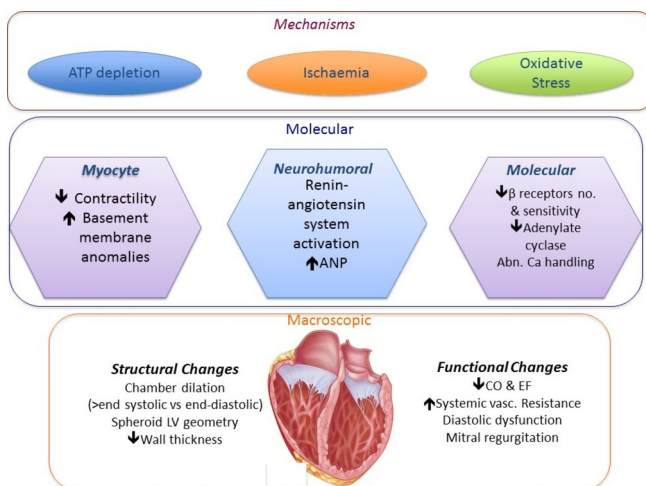 Mechanisms
ATP depletion
Ischaemia
Oxidative
Stress
Molecular
Myocyte
🡇 Contractility
🡅 Basement
membrane
anomalies
Neurohumoral
Renin-
angiotensin
system
activation
🡅ANP
Molecular
🡇β receptors no.
& sensitivity
🡇Adenylate
cyclase
Abn. Ca handling
Macroscopic
Structural Changes
Chamber dilation
(>end systolic vs end-diastolic)
Spheroid LV geometry
🡇Wall thickness
Functional Changes
🡇CO & EF
🡅Systemic vasc. Resistance
Diastolic dysfunction
Mitral regurgitation